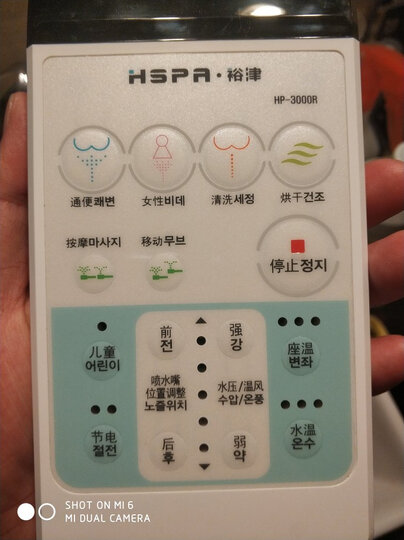 HSPA·裕津
HP-3000R
通便쾌변
女性비데
清洗세정
烘干건조
按摩마사지
移动무브
停止정지
儿童
어린이
前
전
强
강
座温
변좌
喷水嘴
位置调整
노즐위치
水压/温风
수압/온풍
节电
절전
后
후
弱
약
水温
온수
SHOT ON MI 6
MI DUAL CAMERA